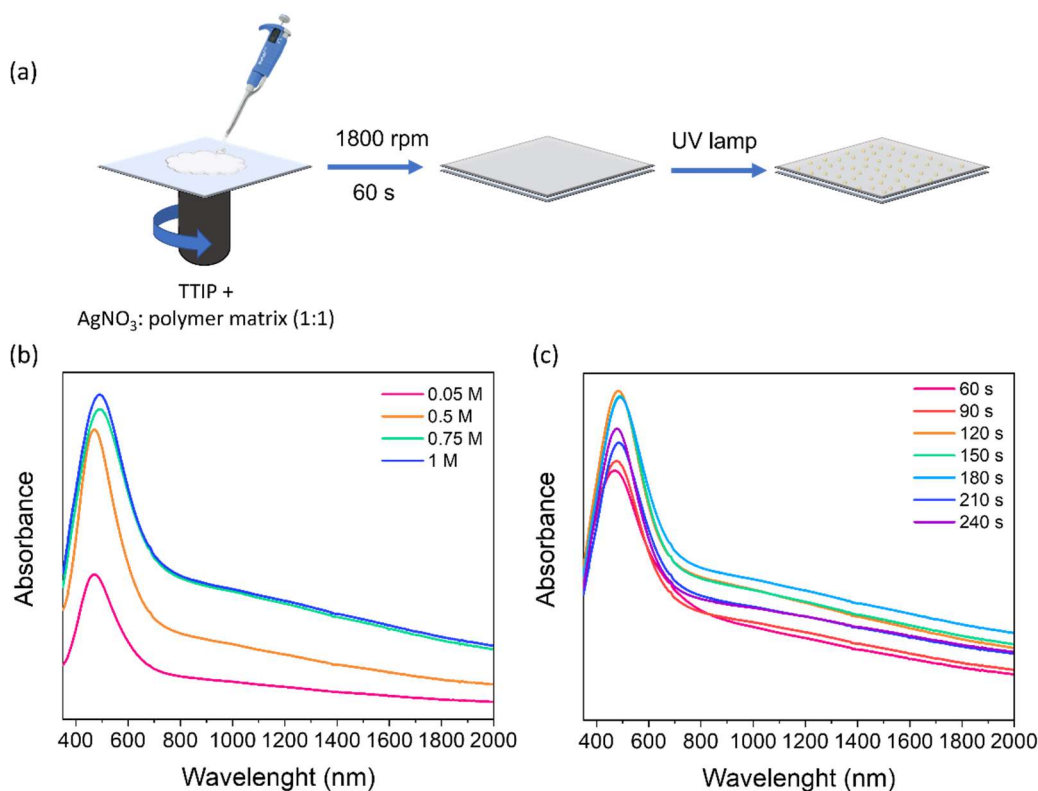 (a)
1800 rpm
60 s
UV lamp
TTIP +
AgNO₃: polymer matrix (1:1)
(b)
Absorbance
0.05 M
0.5 M
0.75 M
1 M
400 600 800 1000 1200 1400 1600 1800 2000
Wavelenght (nm)
(c)
Absorbance
60 s
90 s
120 s
150 s
180 s
210 s
240 s
400 600 800 1000 1200 1400 1600 1800 2000
Wavelenght (nm)